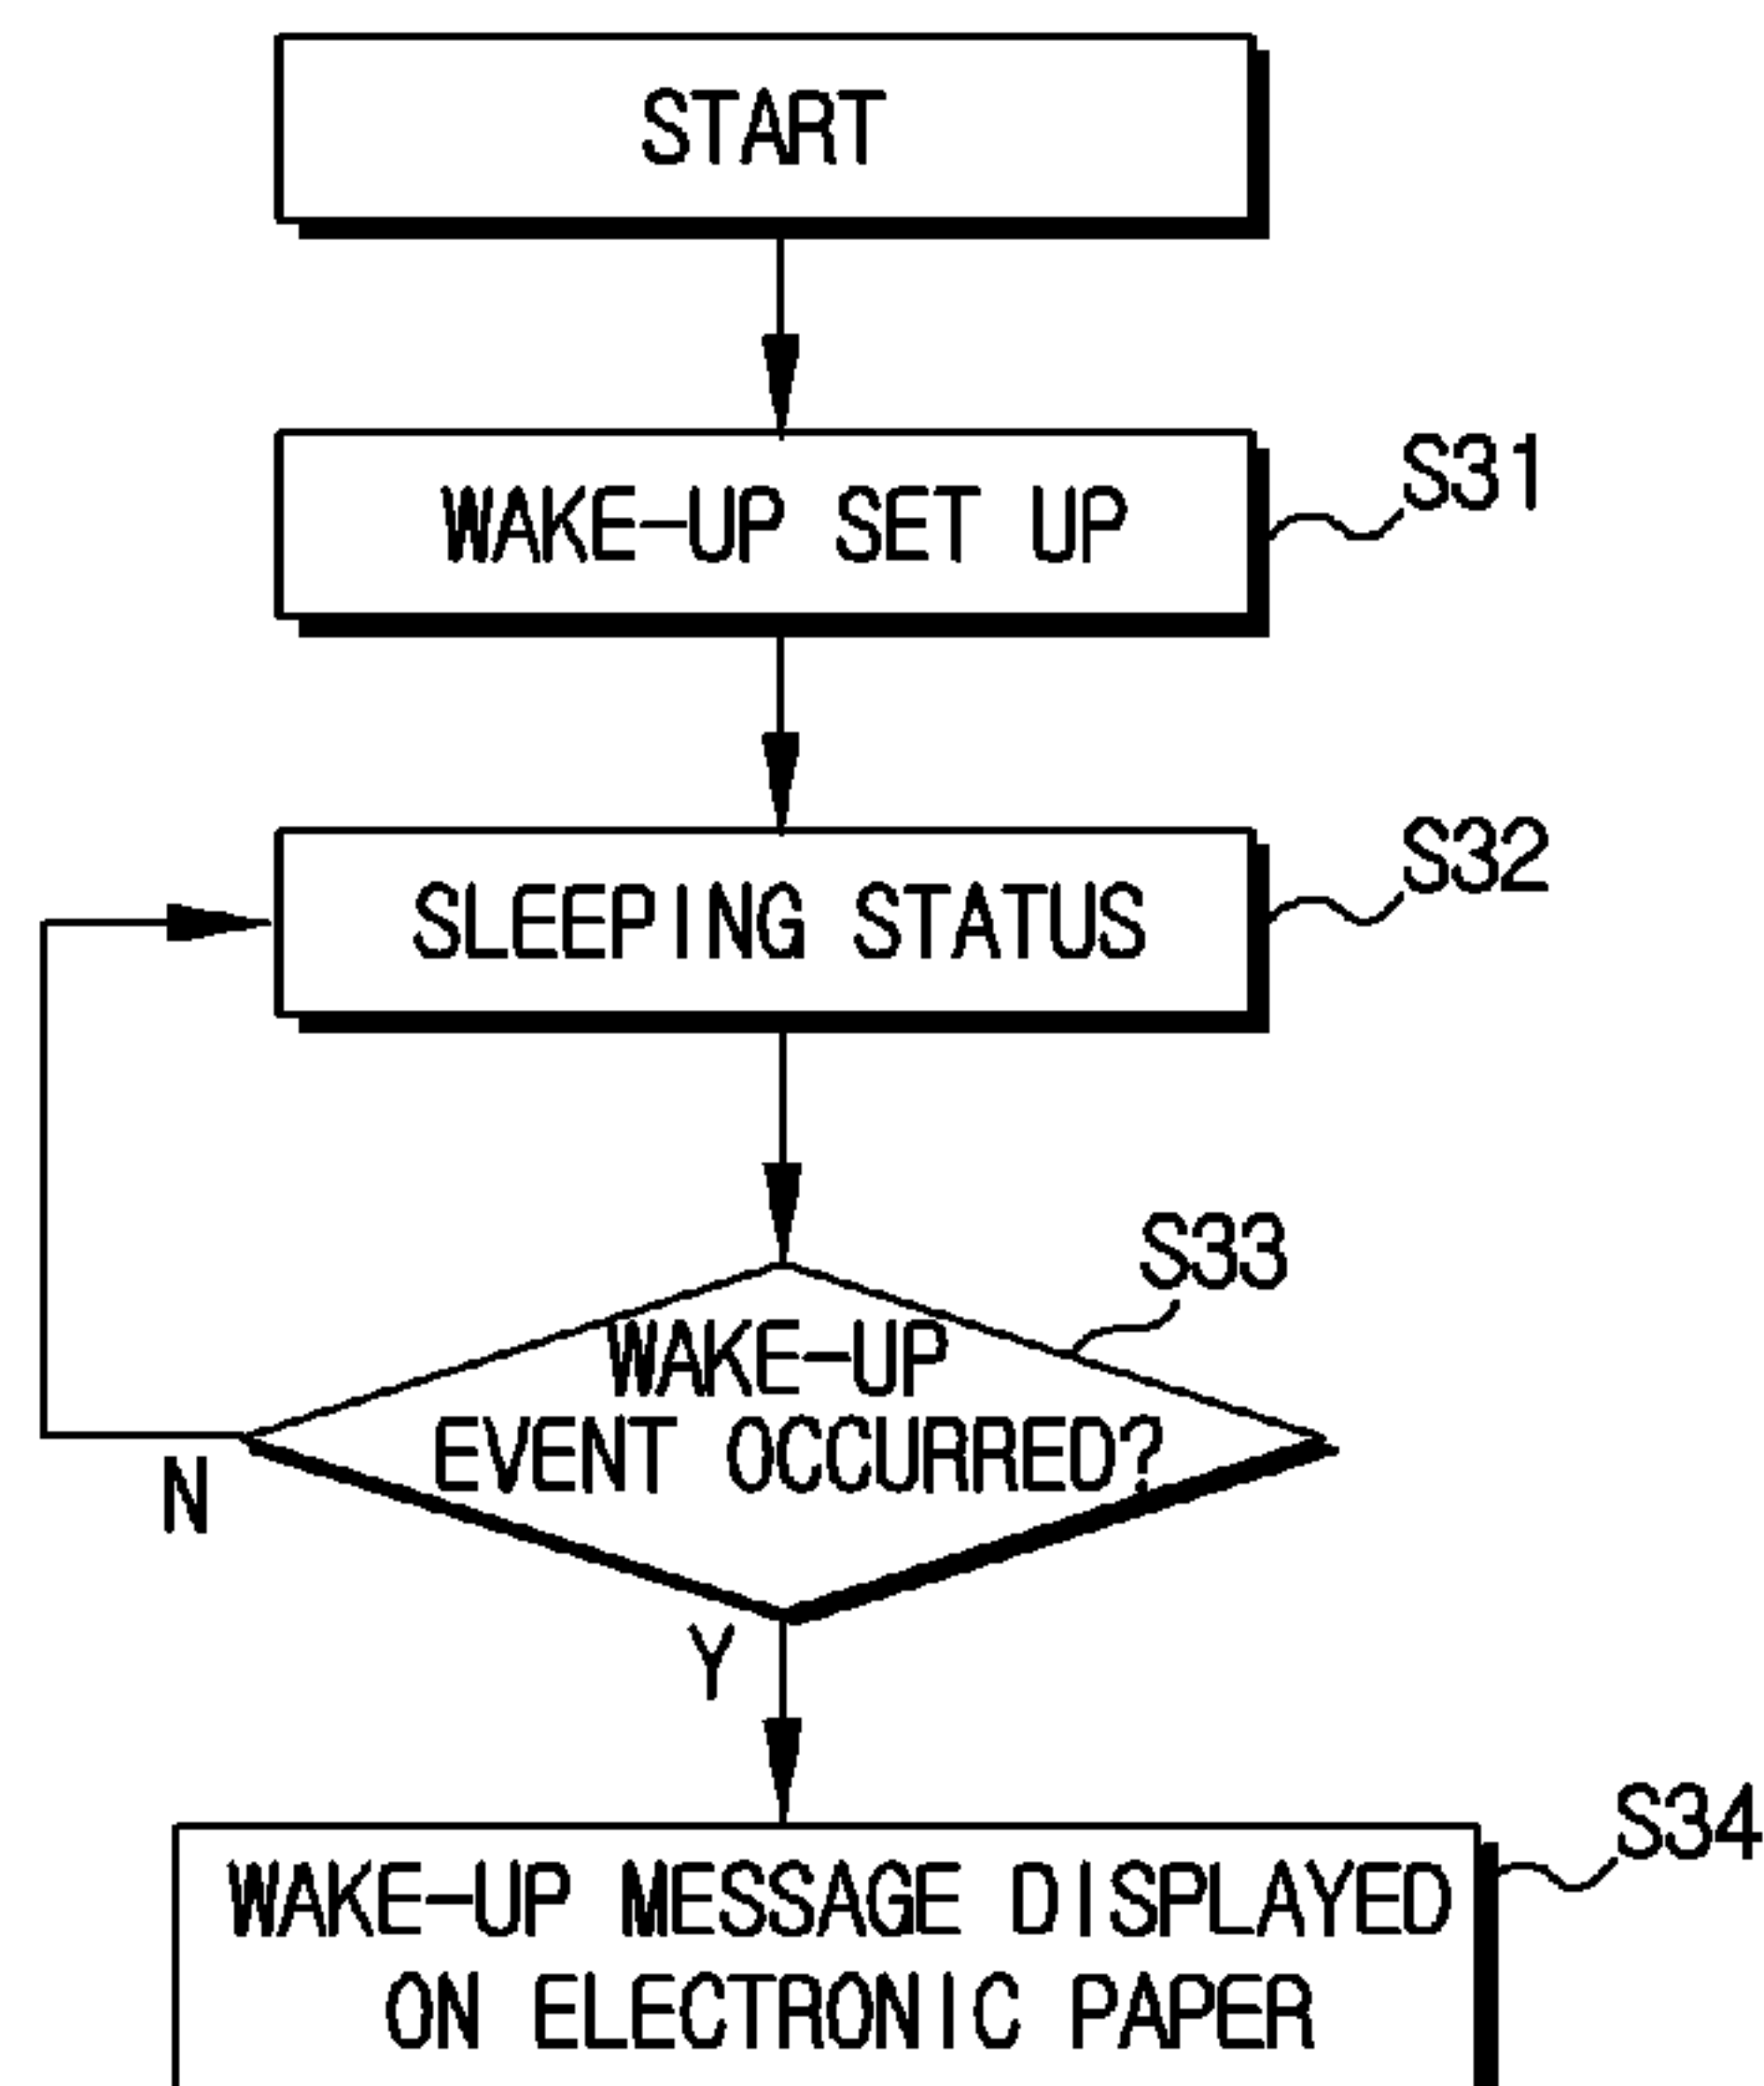 START
WAKE-UP SET UP
S31
SLEEPING STATUS
S32
S33
WAKE-UP
EVENT OCCURRED?
N
Y
S34
WAKE-UP MESSAGE DISPLAYED
ON ELECTRONIC PAPER